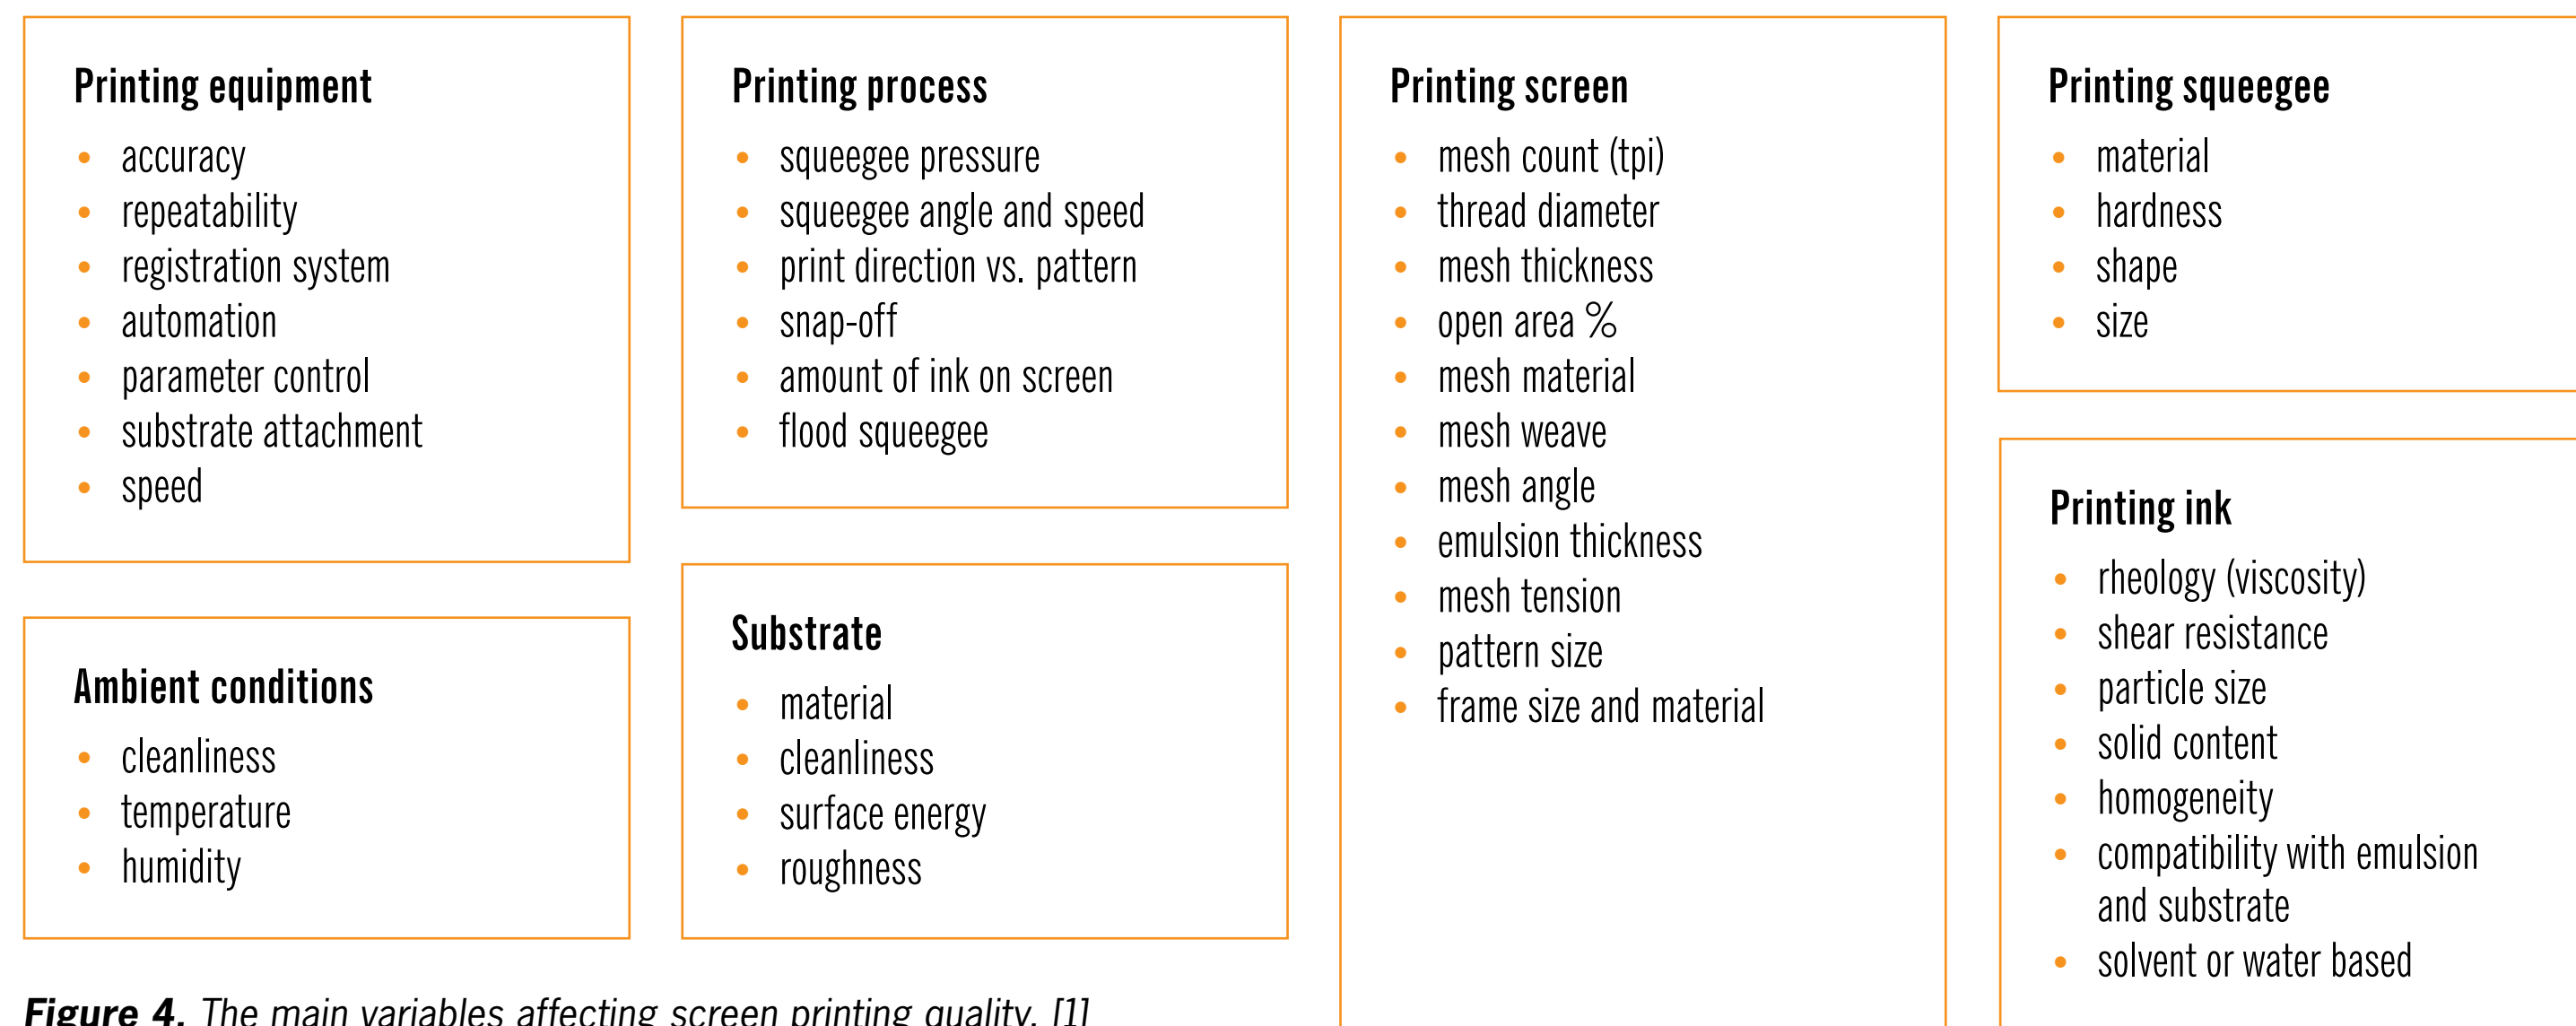 Printing equipment
• accuracy
• repeatability
• registration system
• automation
• parameter control
• substrate attachment
• speed
Ambient conditions
• cleanliness
• temperature
• humidity
Printing process
• squeegee pressure
• squeegee angle and speed
• print direction vs. pattern
• snap-off
• amount of ink on screen
• flood squeegee
Substrate
• material
• cleanliness
• surface energy
• roughness
Printing screen
• mesh count (tpi)
• thread diameter
• mesh thickness
• open area %
• mesh material
• mesh weave
• mesh angle
• emulsion thickness
• mesh tension
• pattern size
• frame size and material
Printing squeegee
• material
• hardness
• shape
• size
Printing ink
• rheology (viscosity)
• shear resistance
• particle size
• solid content
• homogeneity
• compatibility with emulsion
and substrate
• solvent or water based
Figure 4. The main variables affecting screen printing quality. [1]